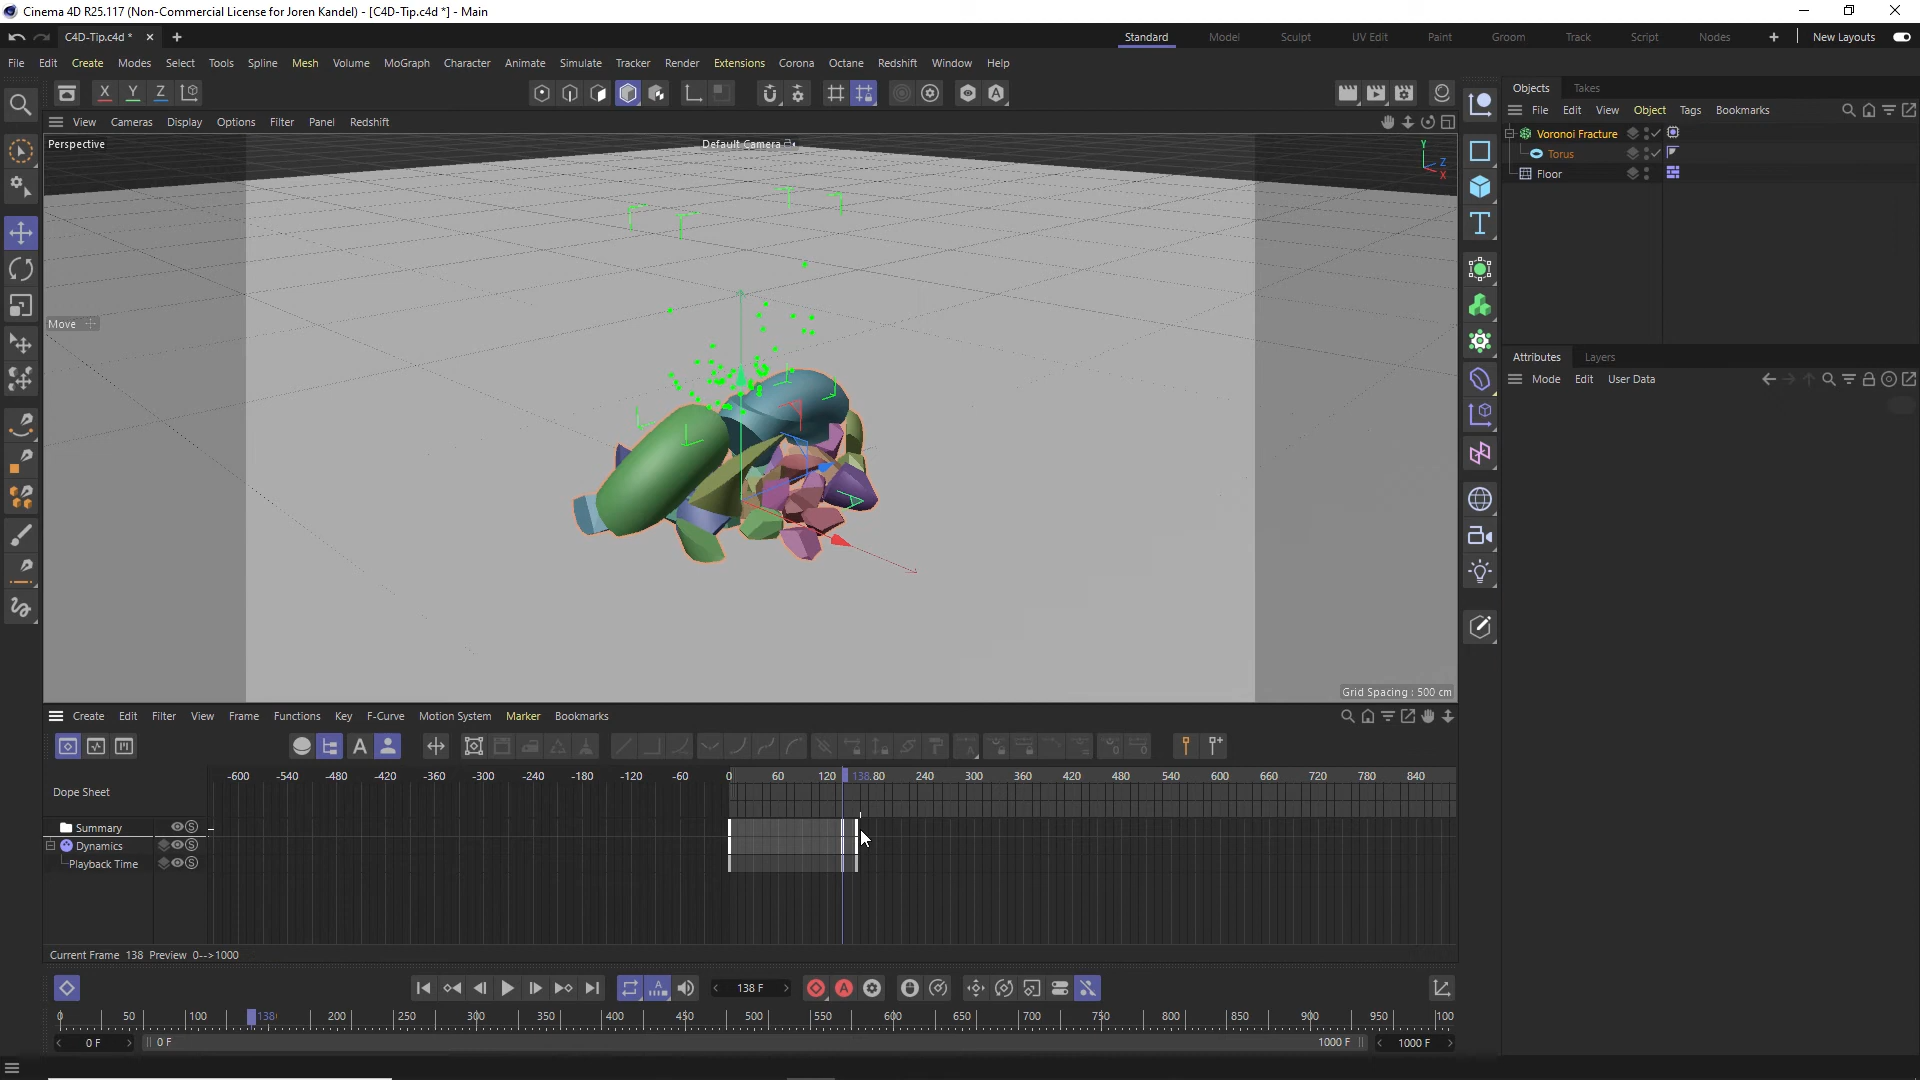 Cinema 4D R25.117 (Non-Commercial License for Joren Kandel) - [C4D-Tip.c4d *] - Main
C4D-Tip.c4d *
Standard Model Sculpt UV Edit Paint Groom Track Script Nodes New Layouts
File Edit Create Modes Select Tools Spline Mesh Volume MoGraph Character Animate Simulate Tracker Render Extensions Corona Octane Redshift Window Help
X Y Z
Objects Takes
File Edit View Object Tags Bookmarks
View Cameras Display Options Filter Panel Redshift
Perspective
Default Camera
Y
Z
X
Voronoi Fracture
Torus
Floor
Move
Attributes Layers
Mode Edit User Data
Grid Spacing : 500 cm
Create Edit Filter View Frame Functions Key F-Curve Motion System Marker Bookmarks
-600 -540 -480 -420 -360 -300 -240 -180 -120 -60 0 60 120 138 80 240 300 360 420 480 540 600 660 720 780 840
Dope Sheet
Summary
Dynamics
Playback Time
Current Frame 138 Preview 0-->1000
138 F
0 50 100 138 200 250 300 350 400 450 500 550 600 650 700 750 800 850 900 950 100
0 F 0 F 1000 F 1000 F